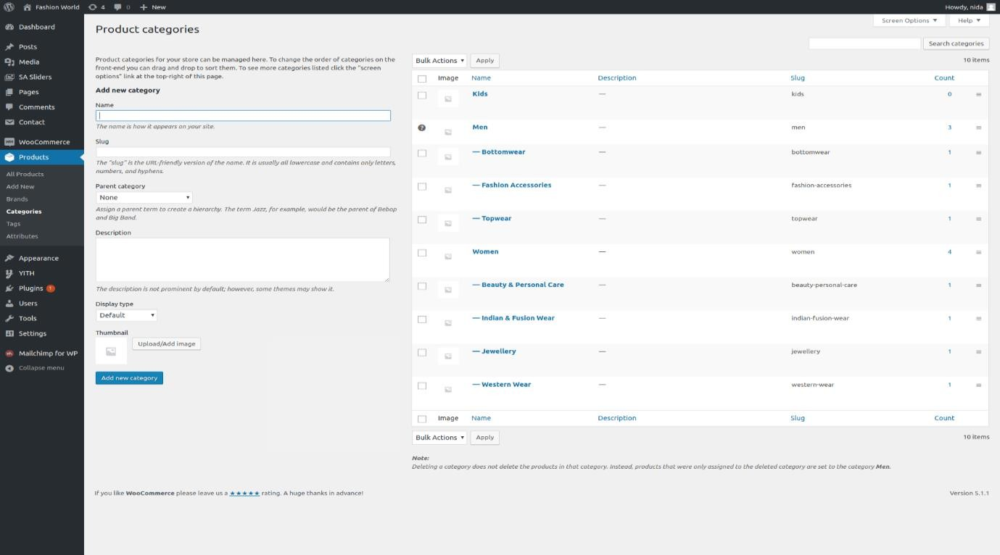 Fashion World 4 0 + New Howdy, nida
Dashboard
Posts
Media
SA Sliders
Pages
Comments
Contact
WooCommerce
Products
All Products
Add New
Brands
Categories
Tags
Attributes
Appearance
YITH
Plugins 1
Users
Tools
Settings
Mailchimp for WP
Collapse menu
Screen Options ▼ Help ▼
Product categories
Search categories
Product categories for your store can be managed here. To change the order of categories on the
front-end you can drag and drop to sort them. To see more categories listed click the "screen
options" link at the top-right of this page.
Add new category
Name
The name is how it appears on your site.
Slug
The "slug" is the URL-friendly version of the name. It is usually all lowercase and contains only letters,
numbers, and hyphens.
Parent category
None
Assign a parent term to create a hierarchy. The term Jazz, for example, would be the parent of Bebop
and Big Band.
Description
The description is not prominent by default; however, some themes may show it.
Display type
Default
Thumbnail
Upload/Add image
Add new category
Bulk Actions Apply 10 items
Image Name Description Slug Count
Kids — kids 0
Men — men 3
— Bottomwear — bottomwear 1
— Fashion Accessories — fashion-accessories 1
— Topwear — topwear 1
Women — women 4
— Beauty & Personal Care — beauty-personal-care 1
— Indian & Fusion Wear — indian-fusion-wear 1
— Jewellery — jewellery 1
— Western Wear — western-wear 1
Image Name Description Slug Count
Bulk Actions Apply 10 items
Note:
Deleting a category does not delete the products in that category. Instead, products that were only assigned to the deleted category are set to the category Men.
If you like WooCommerce please leave us a ★★★★★ rating. A huge thanks in advance! Version 5.1.1